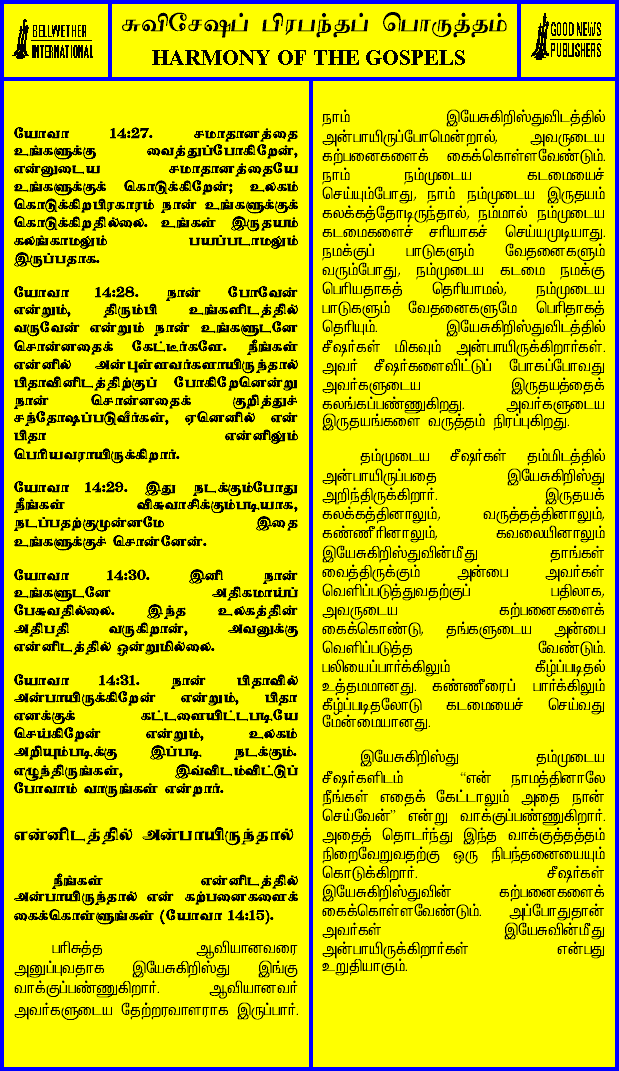 BELLWETHER
INTERNATIONAL
சுவிசேஷப் பிரபந்தப் பொருத்தம்
HARMONY OF THE GOSPELS
GOOD NEWS
PUBLISHERS
யோவா 14:27. சமாதானத்தை
உங்களுக்கு வைத்துப்போகிறேன்,
என்னுடைய சமாதானத்தையே
உங்களுக்குக் கொடுக்கிறேன்; உலகம்
கொடுக்கிறபிரகாரம் நான் உங்களுக்குக்
கொடுக்கிறதில்லை. உங்கள் இருதயம்
கலங்காமலும் பயப்படாமலும்
இருப்பதாக.
யோவா 14:28. நான் போவேன்
என்றும், திரும்பி உங்களிடத்தில்
வருவேன் என்றும் நான் உங்களுடனே
சொன்னதைக் கேட்டீர்களே. நீங்கள்
என்னில் அன்புள்ளவர்களாயிருந்தால்
பிதாவினிடத்திற்குப் போகிறேனென்று
நான் சொன்னதைக் குறித்துச்
சந்தோஷப்படுவீர்கள், ஏனெனில் என்
பிதா என்னிலும்
பெரியவராயிருக்கிறார்.
யோவா 14:29. இது நடக்கும்போது
நீங்கள் விசுவாசிக்கும்படியாக,
நடப்பதற்குமுன்னமே இதை
உங்களுக்குச் சொன்னேன்.
யோவா 14:30. இனி நான்
உங்களுடனே அதிகமாய்ப்
பேசுவதில்லை. இந்த உலகத்தின்
அதிபதி வருகிறான், அவனுக்கு
என்னிடத்தில் ஒன்றுமில்லை.
யோவா 14:31. நான் பிதாவில்
அன்பாயிருக்கிறேன் என்றும், பிதா
எனக்குக் கட்டளையிட்டபடியே
செய்கிறேன் என்றும், உலகம்
அறியும்படிக்கு இப்படி நடக்கும்.
எழுந்திருங்கள், இவ்விடம்விட்டுப்
போவாம் வாருங்கள் என்றார்.
என்னிடத்தில் அன்பாயிருந்தால்
நீங்கள் என்னிடத்தில்
அன்பாயிருந்தால் என் கற்பனைகளைக்
கைக்கொள்ளுங்கள் (யோவா 14:15).
பரிசுத்த ஆவியானவரை
அனுப்புவதாக இயேசுகிறிஸ்து இங்கு
வாக்குப்பண்ணுகிறார். ஆவியானவர்
அவர்களுடைய தேற்றரவாளராக இருப்பார்.
நாம் இயேசுகிறிஸ்துவிடத்தில்
அன்பாயிருப்போமென்றால், அவருடைய
கற்பனைகளைக் கைக்கொள்ளவேண்டும்.
நாம் நம்முடைய கடமையைச்
செய்யும்போது, நாம் நம்முடைய இருதயம்
கலக்கத்தோடிருந்தால், நம்மால் நம்முடைய
கடமைகளைச் சரியாகச் செய்யமுடியாது.
நமக்குப் பாடுகளும் வேதனைகளும்
வரும்போது, நம்முடைய கடமை நமக்கு
பெரியதாகத் தெரியாமல், நம்முடைய
பாடுகளும் வேதனைகளுமே பெரிதாகத்
தெரியும். இயேசுகிறிஸ்துவிடத்தில்
சீஷர்கள் மிகவும் அன்பாயிருக்கிறார்கள்.
அவர் சீஷர்களைவிட்டுப் போகப்போவது
அவர்களுடைய இருதயத்தைக்
கலங்கப்பண்ணுகிறது. அவர்களுடைய
இருதயங்களை வருத்தம் நிரப்புகிறது.
தம்முடைய சீஷர்கள் தம்மிடத்தில்
அன்பாயிருப்பதை இயேசுகிறிஸ்து
அறிந்திருக்கிறார். இருதயக்
கலக்கத்தினாலும், வருத்தத்தினாலும்,
கண்ணீரினாலும், கவலையினாலும்
இயேசுகிறிஸ்துவின்மீது தாங்கள்
வைத்திருக்கும் அன்பை அவர்கள்
வெளிப்படுத்துவதற்குப் பதிலாக,
அவருடைய கற்பனைகளைக்
கைக்கொண்டு, தங்களுடைய அன்பை
வெளிப்படுத்த வேண்டும்.
பலியைப்பார்க்கிலும் கீழ்ப்படிதல்
உத்தமமானது. கண்ணீரைப் பார்க்கிலும்
கீழ்ப்படிதலோடு கடமையைச் செய்வது
மேன்மையானது.
இயேசுகிறிஸ்து தம்முடைய
சீஷர்களிடம் “என் நாமத்தினாலே
நீங்கள் எதைக் கேட்டாலும் அதை நான்
செய்வேன்” என்று வாக்குப்பண்ணுகிறார்.
அதைத் தொடர்ந்து இந்த வாக்குத்தத்தம்
நிறைவேறுவதற்கு ஒரு நிபந்தனையையும்
கொடுக்கிறார். சீஷர்கள்
இயேசுகிறிஸ்துவின் கற்பனைகளைக்
கைக்கொள்ளவேண்டும். அப்போதுதான்
அவர்கள் இயேசுவின்மீது
அன்பாயிருக்கிறார்கள் என்பது
உறுதியாகும்.